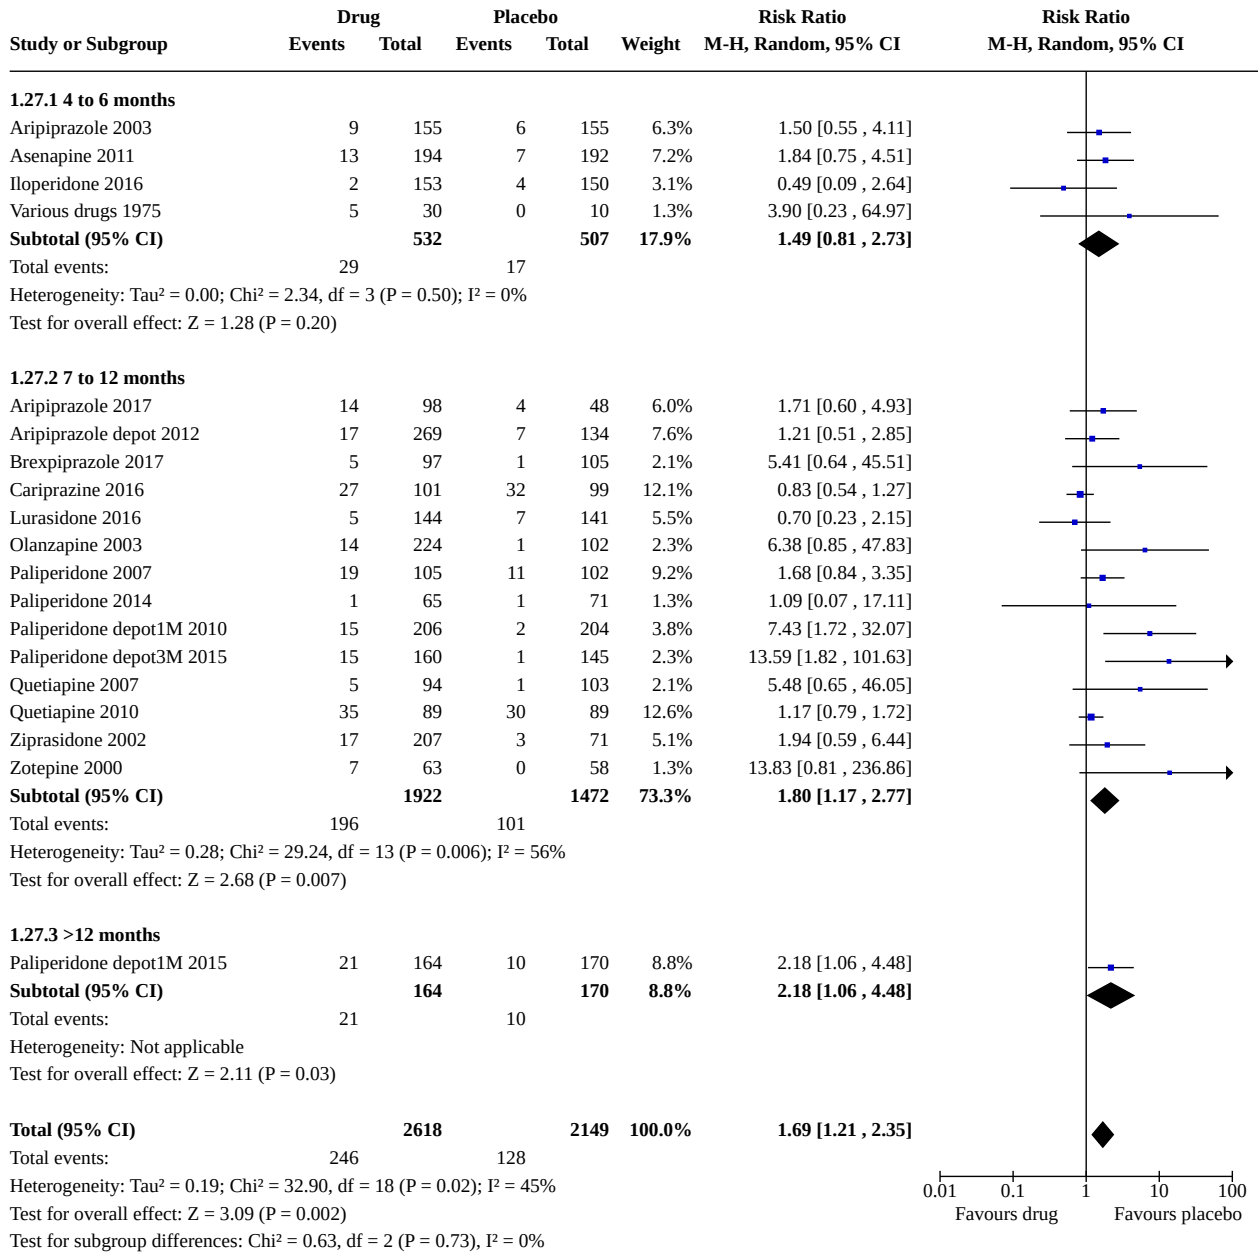 Drug Placebo Risk Ratio Risk Ratio
Study or Subgroup Events Total Events Total Weight M-H, Random, 95% CI M-H, Random, 95% CI
1.27.1 4 to 6 months
Aripiprazole 2003 9 155 6 155 6.3% 1.50 [0.55 , 4.11]
Asenapine 2011 13 194 7 192 7.2% 1.84 [0.75 , 4.51]
Iloperidone 2016 2 153 4 150 3.1% 0.49 [0.09 , 2.64]
Various drugs 1975 5 30 0 10 1.3% 3.90 [0.23 , 64.97]
Subtotal (95% CI) 532 507 17.9% 1.49 [0.81 , 2.73]
Total events: 29 17
Heterogeneity: Tau² = 0.00; Chi² = 2.34, df = 3 (P = 0.50); I² = 0%
Test for overall effect: Z = 1.28 (P = 0.20)
1.27.2 7 to 12 months
Aripiprazole 2017 14 98 4 48 6.0% 1.71 [0.60 , 4.93]
Aripiprazole depot 2012 17 269 7 134 7.6% 1.21 [0.51 , 2.85]
Brexpiprazole 2017 5 97 1 105 2.1% 5.41 [0.64 , 45.51]
Cariprazine 2016 27 101 32 99 12.1% 0.83 [0.54 , 1.27]
Lurasidone 2016 5 144 7 141 5.5% 0.70 [0.23 , 2.15]
Olanzapine 2003 14 224 1 102 2.3% 6.38 [0.85 , 47.83]
Paliperidone 2007 19 105 11 102 9.2% 1.68 [0.84 , 3.35]
Paliperidone 2014 1 65 1 71 1.3% 1.09 [0.07 , 17.11]
Paliperidone depot1M 2010 15 206 2 204 3.8% 7.43 [1.72 , 32.07]
Paliperidone depot3M 2015 15 160 1 145 2.3% 13.59 [1.82 , 101.63]
Quetiapine 2007 5 94 1 103 2.1% 5.48 [0.65 , 46.05]
Quetiapine 2010 35 89 30 89 12.6% 1.17 [0.79 , 1.72]
Ziprasidone 2002 17 207 3 71 5.1% 1.94 [0.59 , 6.44]
Zotepine 2000 7 63 0 58 1.3% 13.83 [0.81 , 236.86]
Subtotal (95% CI) 1922 1472 73.3% 1.80 [1.17 , 2.77]
Total events: 196 101
Heterogeneity: Tau² = 0.28; Chi² = 29.24, df = 13 (P = 0.006); I² = 56%
Test for overall effect: Z = 2.68 (P = 0.007)
1.27.3 >12 months
Paliperidone depot1M 2015 21 164 10 170 8.8% 2.18 [1.06 , 4.48]
Subtotal (95% CI) 164 170 8.8% 2.18 [1.06 , 4.48]
Total events: 21 10
Heterogeneity: Not applicable
Test for overall effect: Z = 2.11 (P = 0.03)
Total (95% CI) 2618 2149 100.0% 1.69 [1.21 , 2.35]
Total events: 246 128
Heterogeneity: Tau² = 0.19; Chi² = 32.90, df = 18 (P = 0.02); I² = 45%
0.01 0.1 1 10 100
Test for overall effect: Z = 3.09 (P = 0.002) Favours drug Favours placebo
Test for subgroup differences: Chi² = 0.63, df = 2 (P = 0.73), I² = 0%